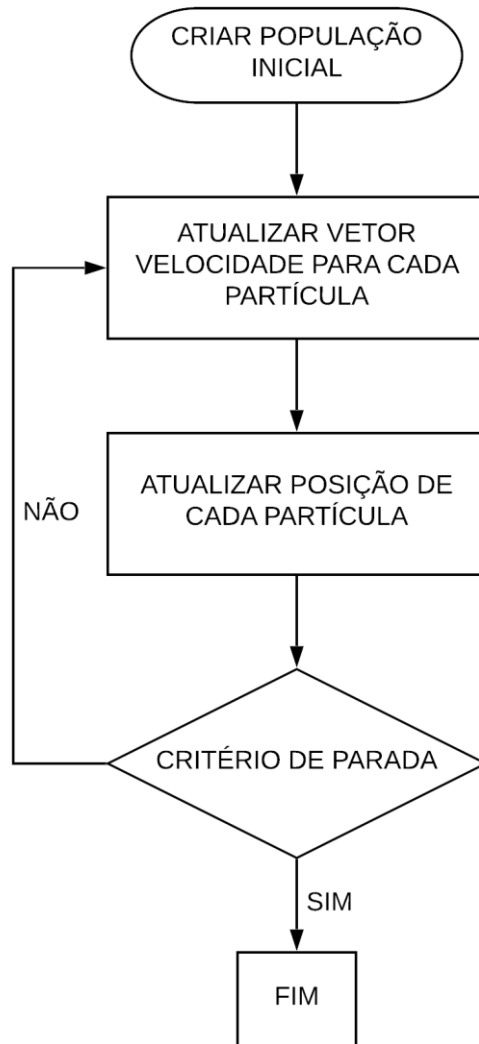 CRIAR POPULAÇÃO
INICIAL
ATUALIZAR VETOR
VELOCIDADE PARA CADA
PARTÍCULA
ATUALIZAR POSIÇÃO DE
CADA PARTÍCULA
NÃO
CRITÉRIO DE PARADA
SIM
FIM